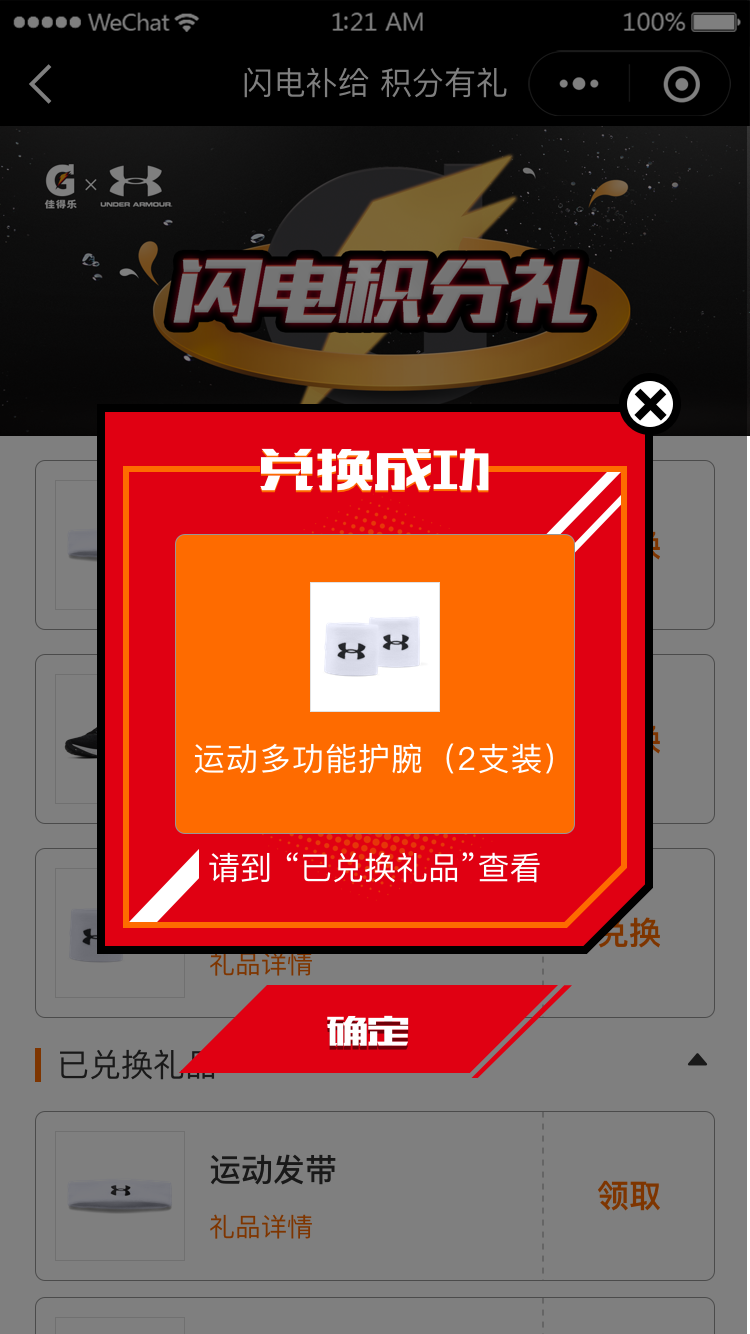 WeChat 1:21 AM 100%
闪电补给 积分有礼
G × UNDER ARMOUR
佳得乐
闪电积分礼
兑换成功
换
运动多功能护腕（2支装）
换
请到 “已兑换礼品”查看
兑换
礼品详情
确定
已兑换礼品
运动发带
礼品详情
领取